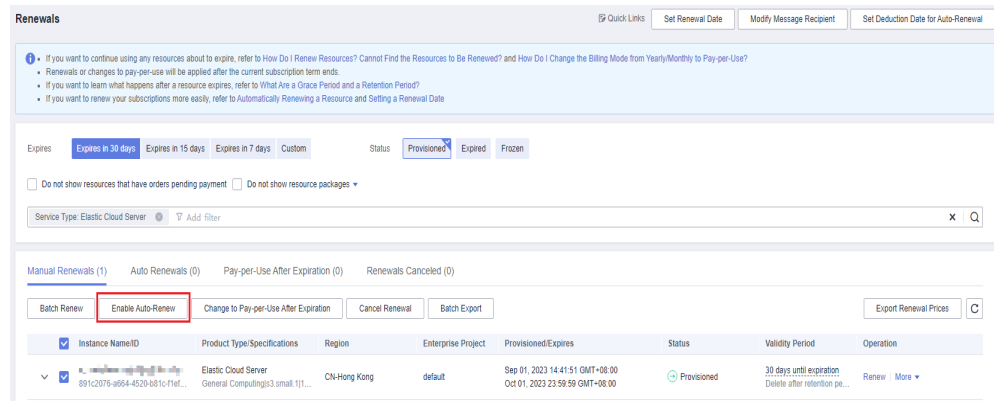 Renewals
Quick Links
Set Renewal Date
Modify Message Recipient
Set Deduction Date for Auto-Renewal
If you want to continue using any resources about to expire, refer to How Do I Renew Resources? Cannot Find the Resources to Be Renewed? and How Do I Change the Billing Mode from Yearly/Monthly to Pay-per-Use?
Renewals or changes to pay-per-use will be applied after the current subscription term ends.
If you want to learn what happens after a resource expires, refer to What Are a Grace Period and a Retention Period?
If you want to renew your subscriptions more easily, refer to Automatically Renewing a Resource and Setting a Renewal Date
Expires Expires in 30 days Expires in 15 days Expires in 7 days Custom Status Provisioned Expired Frozen
Do not show resources that have orders pending payment Do not show resource packages
Service Type: Elastic Cloud Server Add filter
Manual Renewals (1) Auto Renewals (0) Pay-per-Use After Expiration (0) Renewals Canceled (0)
Batch Renew Enable Auto-Renew Change to Pay-per-Use After Expiration Cancel Renewal Batch Export Export Renewal Prices
Instance Name/ID Product Type/Specifications Region Enterprise Project Provisioned/Expires Status Validity Period Operation
Elastic Cloud Server Sep 01, 2023 14:41:51 GMT+08:00 30 days until expiration
CN-Hong Kong default Provisioned Renew More
891c2076-a664-4520-b81c-f1ef... General Computing|s3.small.1|1... Oct 01, 2023 23:59:59 GMT+08:00 Delete after retention pe...